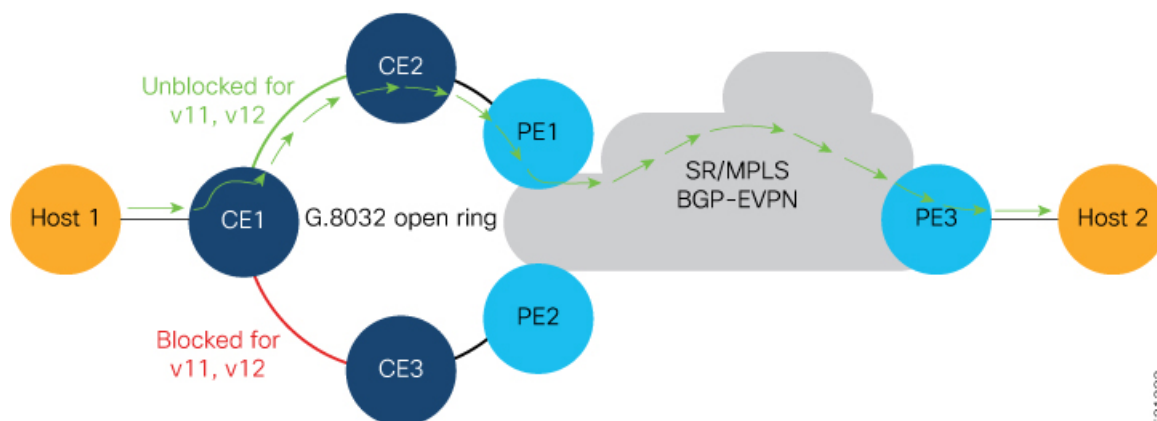 CE2
Unblocked for
v11, v12
PE1
SR/MPLS
BGP-EVPN
Host 1
CE1
G.8032 open ring
PE3
Host 2
PE2
Blocked for
v11, v12
CE3